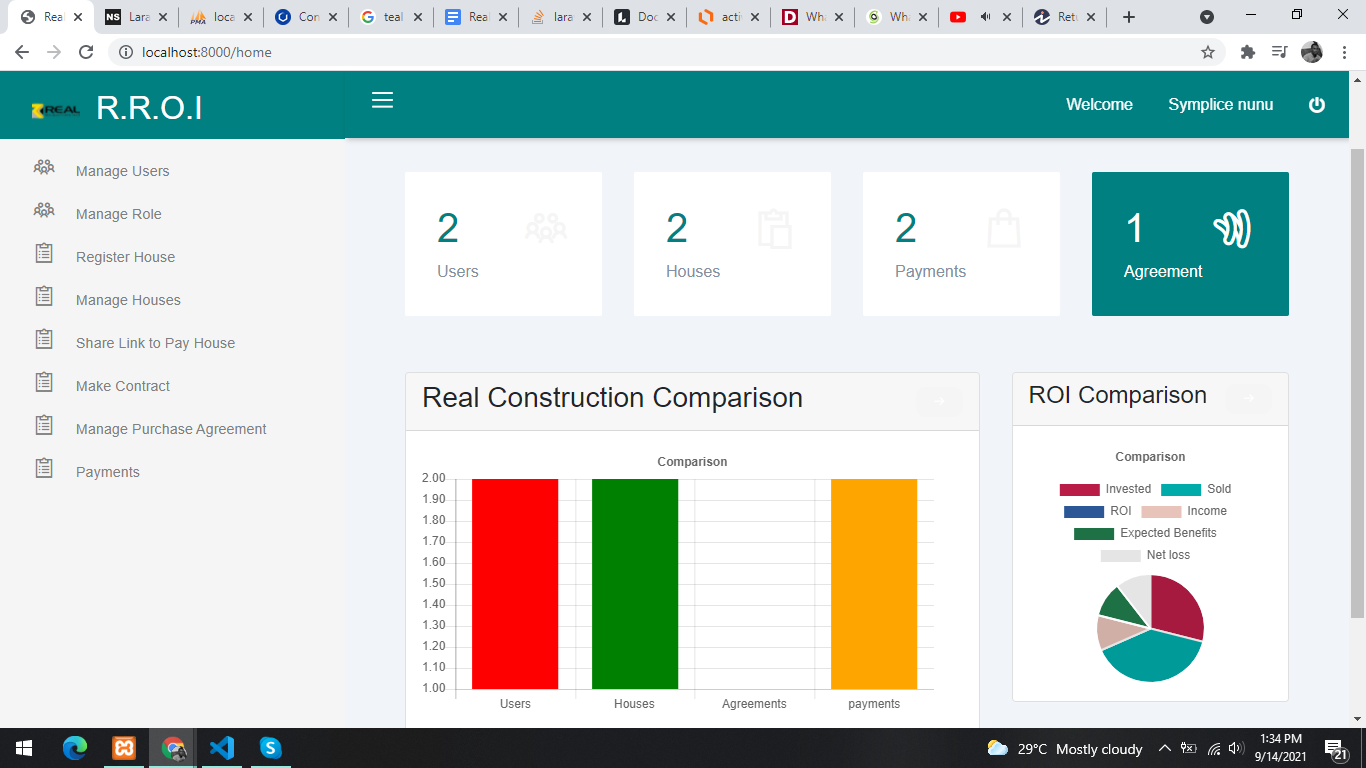 Real
Lara
loca
Con
teal
Real
lara
Doc
acti
Wha
Wha
Retu
localhost:8000/home
REAL
R.R.O.I
Welcome
Symplice nunu
Manage Users
Manage Role
Register House
Manage Houses
Share Link to Pay House
Make Contract
Manage Purchase Agreement
Payments
2
Users
2
Houses
2
Payments
1
Agreement
Real Construction Comparison
Comparison
2.00
1.90
1.80
1.70
1.60
1.50
1.40
1.30
1.20
1.10
1.00
Users Houses Agreements payments
ROI Comparison
Comparison
Invested Sold
ROI Income
Expected Benefits
Net loss
29°C Mostly cloudy
1:34 PM
9/14/2021
21